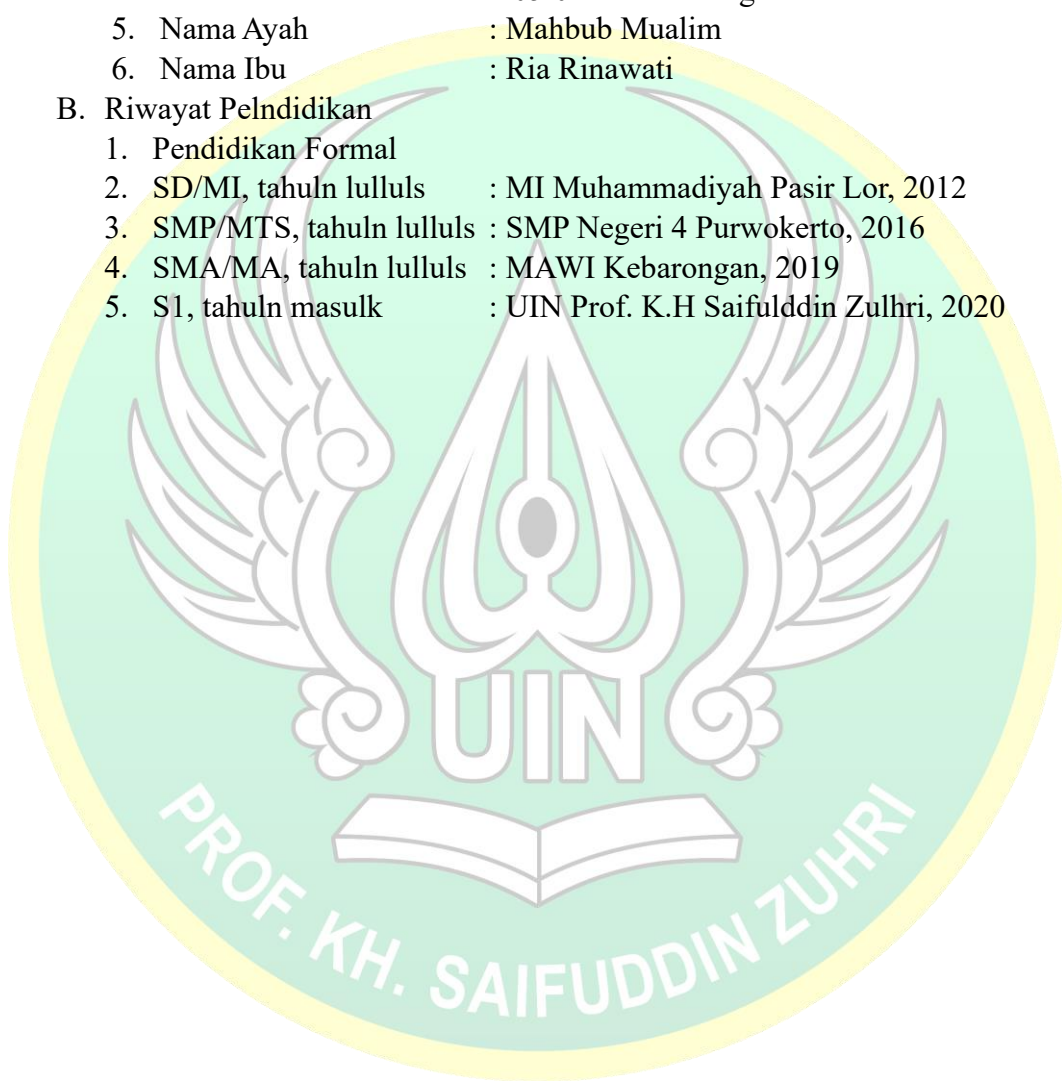 5. Nama Ayah : Mahbub Mualim
6. Nama Ibu : Ria Rinawati
B. Riwayat Pelndidikan
1. Pendidikan Formal
2. SD/MI, tahuln lulluls : MI Muhammadiyah Pasir Lor, 2012
3. SMP/MTS, tahuln lulluls : SMP Negeri 4 Purwokerto, 2016
4. SMA/MA, tahuln lulluls : MAWI Kebarongan, 2019
5. S1, tahuln masulk : UIN Prof. K.H Saifulddin Zulhri, 2020
UIN
PROF. KH. SAIFUDDIN ZUHRI